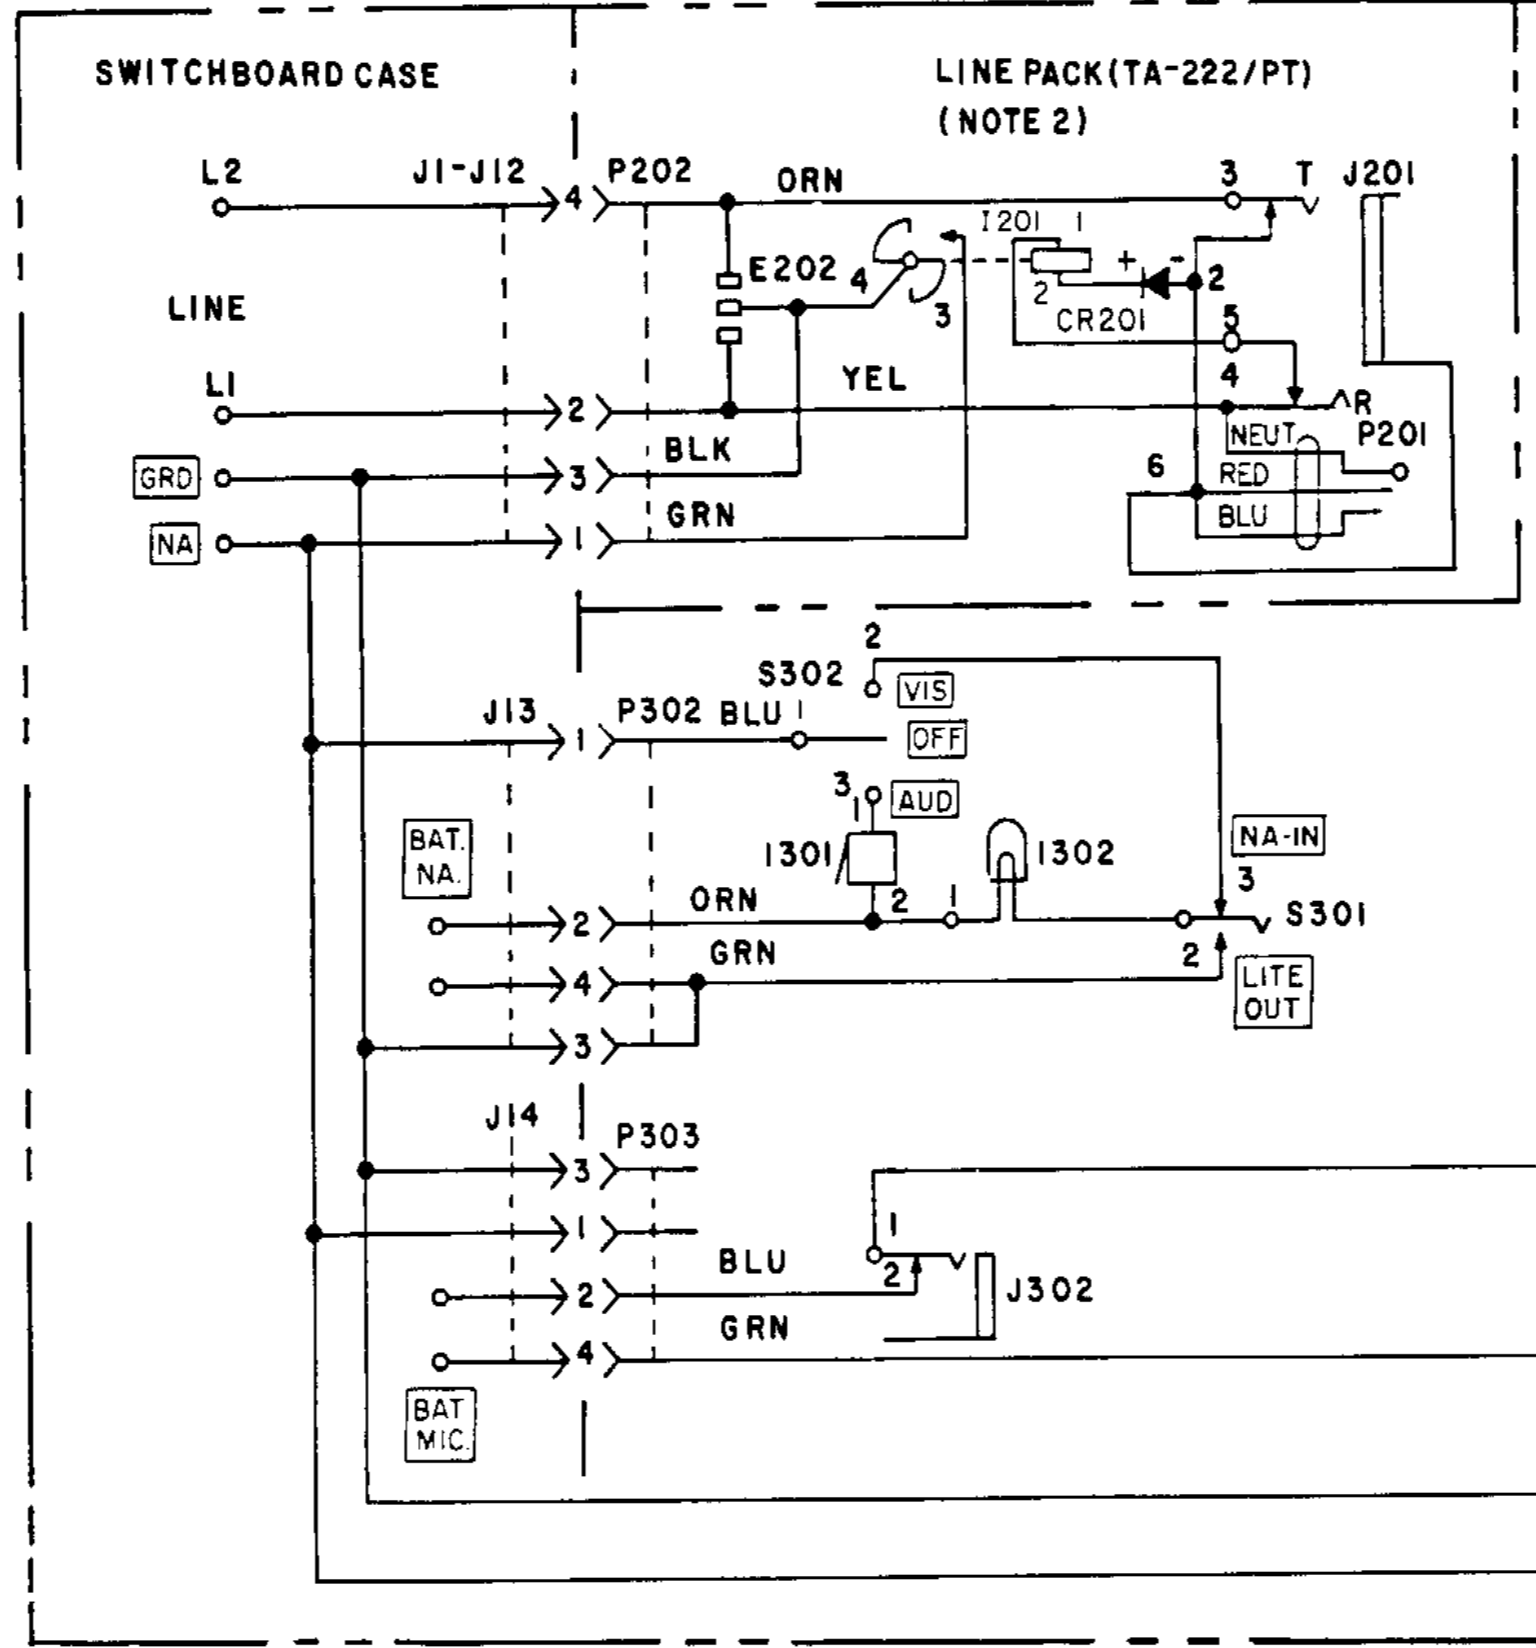 SWITCHBOARD CASE
LINE PACK (TA-222/PT)
(NOTE 2)
L2
J1-J12
4
P202
ORN
3
T
J201
I201
1
E202
4
+
-
2
2
LINE
3
CR201
5
L1
YEL
4
2
R
BLK
NEUT
P201
GRD
3
6
RED
GRN
BLU
NA
1
2
S302
VIS
J13
P302
BLU
1
1
OFF
3
1
AUD
BAT.
NA.
I301
I302
NA-IN
3
ORN
2
1
2
S301
GRN
2
4
LITE
OUT
3
J14
P303
3
1
1
BLU
2
2
J302
GRN
4
BAT
MIC.